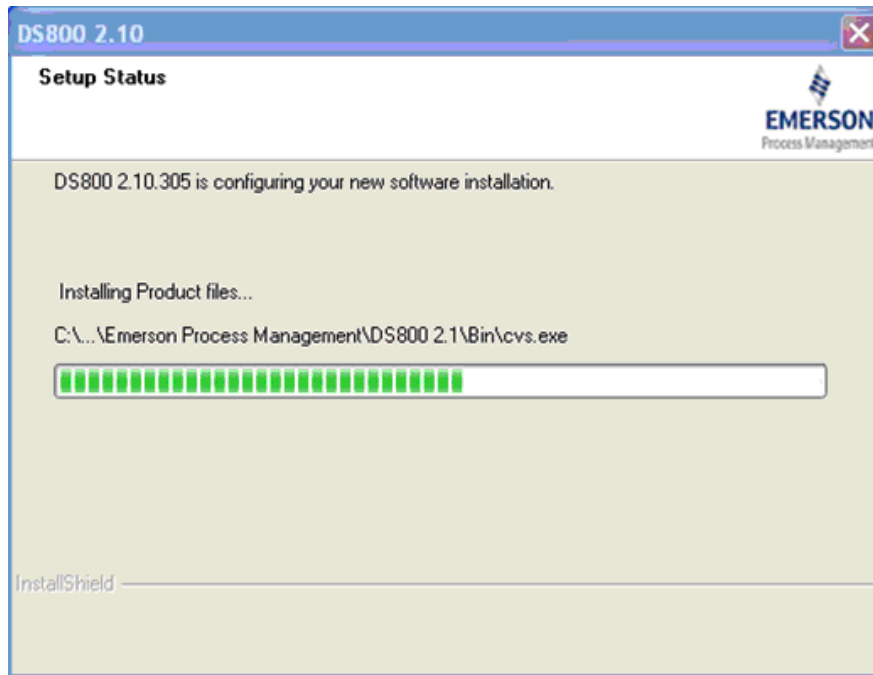 DS800 2.10
Setup Status
EMERSON
Process Management
DS800 2.10.305 is configuring your new software installation.
Installing Product files...
C:\...\Emerson Process Management\DS800 2.1\Bin\cvs.exe
InstallShield